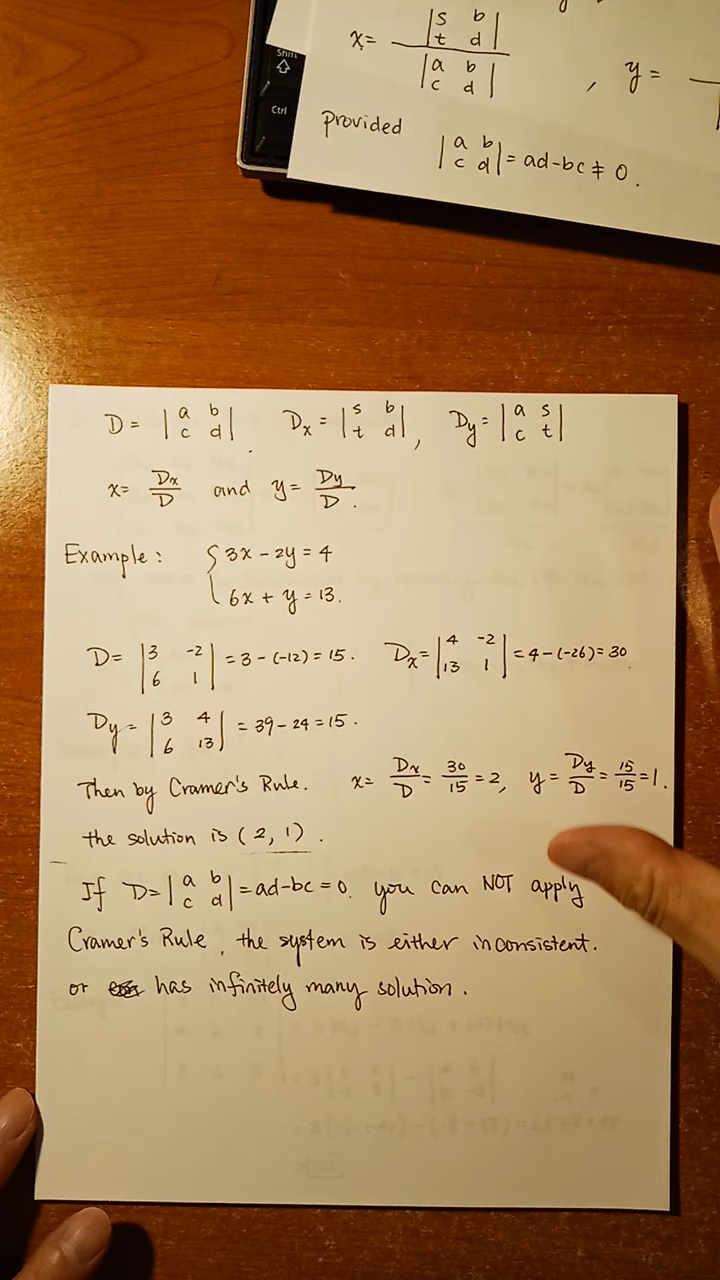 x = |s b; t d| / |a b; c d| , y =
Shift
Ctrl
provided
|a b; c d| = ad-bc ≠ 0.
D = |a b; c d|. Dx = |s b; t d|, Dy = |a s; c t|
x = Dx/D and y = Dy/D.
Example: { 3x - 2y = 4
6x + y = 13.
D = |3 -2; 6 1| = 3 - (-12) = 15. Dx = |4 -2; 13 1| = 4 - (-26) = 30
Dy = |3 4; 6 13| = 39 - 24 = 15.
Then by Cramer's Rule. x = Dx/D = 30/15 = 2, y = Dy/D = 15/15 = 1.
the solution is (2, 1).
If D = |a b; c d| = ad-bc = 0. you can NOT apply
Cramer's Rule, the system is either inconsistent.
or has infinitely many solution.